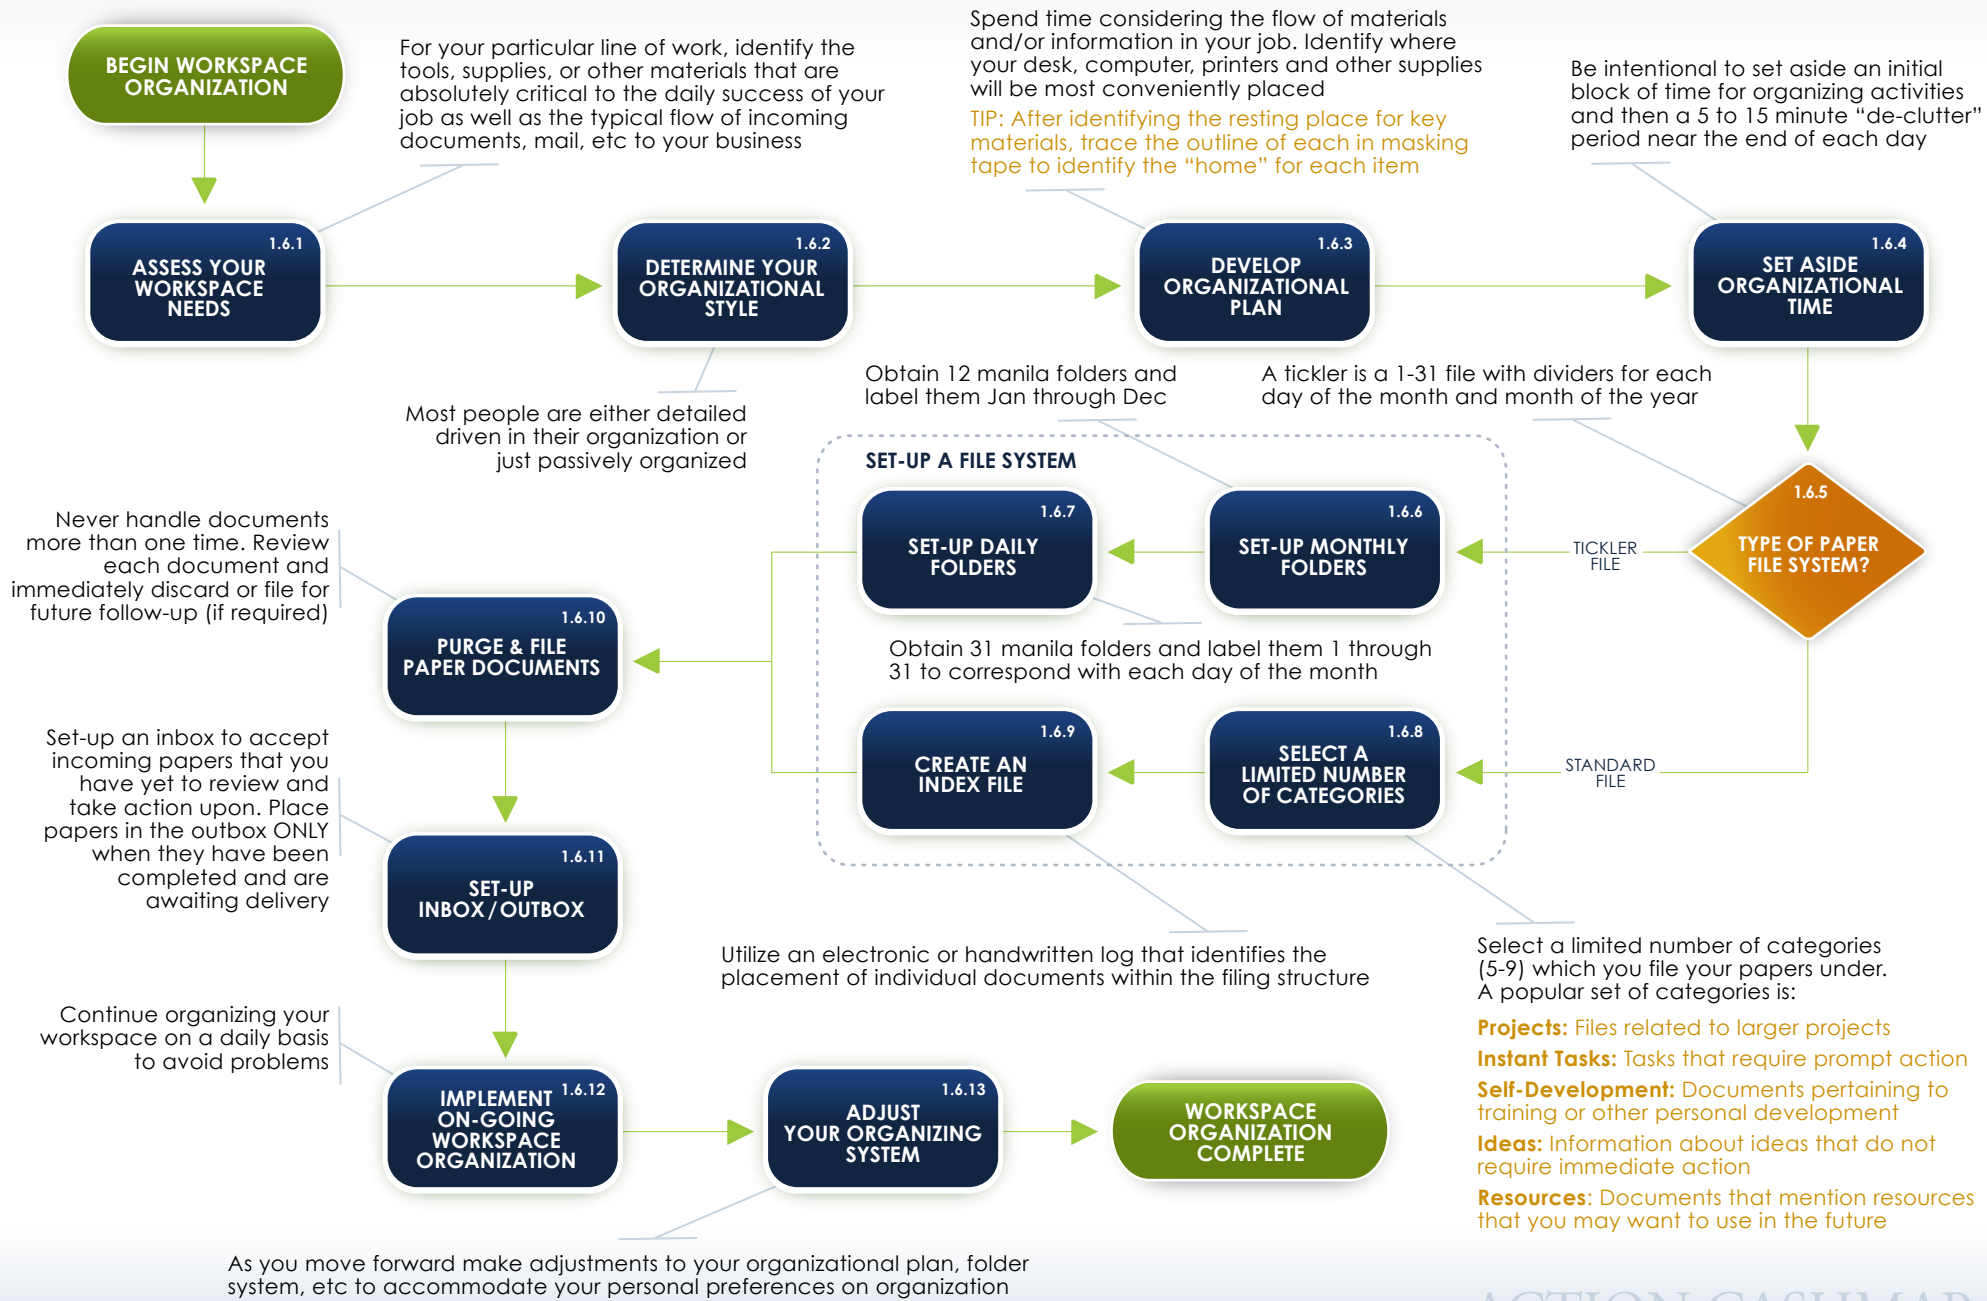 BEGIN WORKSPACE
ORGANIZATION
For your particular line of work, identify the
tools, supplies, or other materials that are
absolutely critical to the daily success of your
job as well as the typical flow of incoming
documents, mail, etc to your business
Spend time considering the flow of materials
and/or information in your job. Identify where
your desk, computer, printers and other supplies
will be most conveniently placed
TIP: After identifying the resting place for key
materials, trace the outline of each in masking
tape to identify the “home” for each item
Be intentional to set aside an initial
block of time for organizing activities
and then a 5 to 15 minute “de-clutter”
period near the end of each day
1.6.1
ASSESS YOUR
WORKSPACE
NEEDS
1.6.2
DETERMINE YOUR
ORGANIZATIONAL
STYLE
1.6.3
DEVELOP
ORGANIZATIONAL
PLAN
1.6.4
SET ASIDE
ORGANIZATIONAL
TIME
Most people are either detailed
driven in their organization or
just passively organized
Obtain 12 manila folders and
label them Jan through Dec
A tickler is a 1-31 file with dividers for each
day of the month and month of the year
SET-UP A FILE SYSTEM
1.6.5
TYPE OF PAPER
FILE SYSTEM?
TICKLER
FILE
1.6.6
SET-UP MONTHLY
FOLDERS
1.6.7
SET-UP DAILY
FOLDERS
Obtain 31 manila folders and label them 1 through
31 to correspond with each day of the month
STANDARD
FILE
1.6.8
SELECT A
LIMITED NUMBER
OF CATEGORIES
1.6.9
CREATE AN
INDEX FILE
Utilize an electronic or handwritten log that identifies the
placement of individual documents within the filing structure
Select a limited number of categories
(5-9) which you file your papers under.
A popular set of categories is:
Projects: Files related to larger projects
Instant Tasks: Tasks that require prompt action
Self-Development: Documents pertaining to
training or other personal development
Ideas: Information about ideas that do not
require immediate action
Resources: Documents that mention resources
that you may want to use in the future
Never handle documents
more than one time. Review
each document and
immediately discard or file for
future follow-up (if required)
1.6.10
PURGE & FILE
PAPER DOCUMENTS
Set-up an inbox to accept
incoming papers that you
have yet to review and
take action upon. Place
papers in the outbox ONLY
when they have been
completed and are
awaiting delivery
1.6.11
SET-UP
INBOX / OUTBOX
Continue organizing your
workspace on a daily basis
to avoid problems
1.6.12
IMPLEMENT
ON-GOING
WORKSPACE
ORGANIZATION
1.6.13
ADJUST
YOUR ORGANIZING
SYSTEM
WORKSPACE
ORGANIZATION
COMPLETE
As you move forward make adjustments to your organizational plan, folder
system, etc to accommodate your personal preferences on organization
ACTION